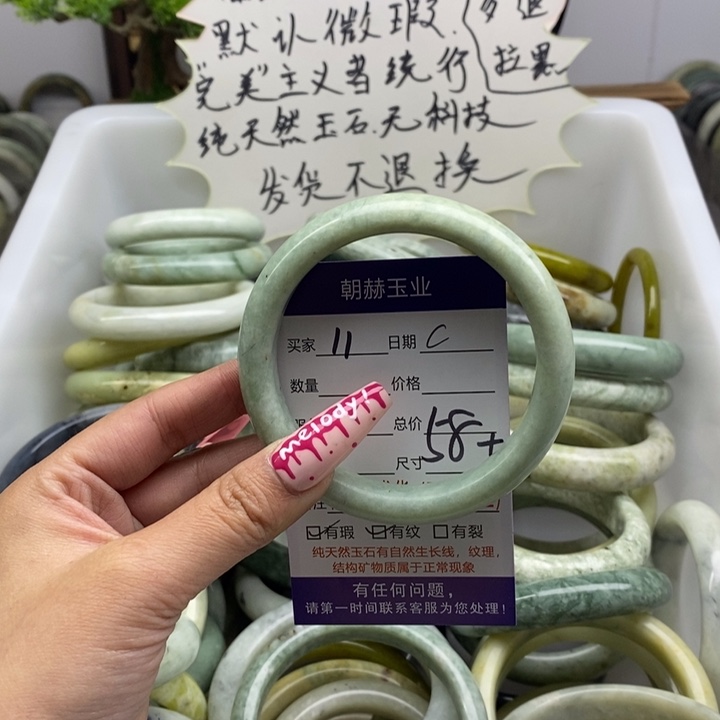 默认微瑕
多退
"完美"主义者绕行
拉黑
纯天然玉石.无科技
发货不退换
朝赫玉业
买家 11 日期 C
数量 价格
总价
58+
尺寸
melody!
有瑕 有纹 有裂
纯天然玉石有自然生长线，纹理，
结构矿物质属于正常现象
有任何问题，
请第一时间联系客服为您处理！